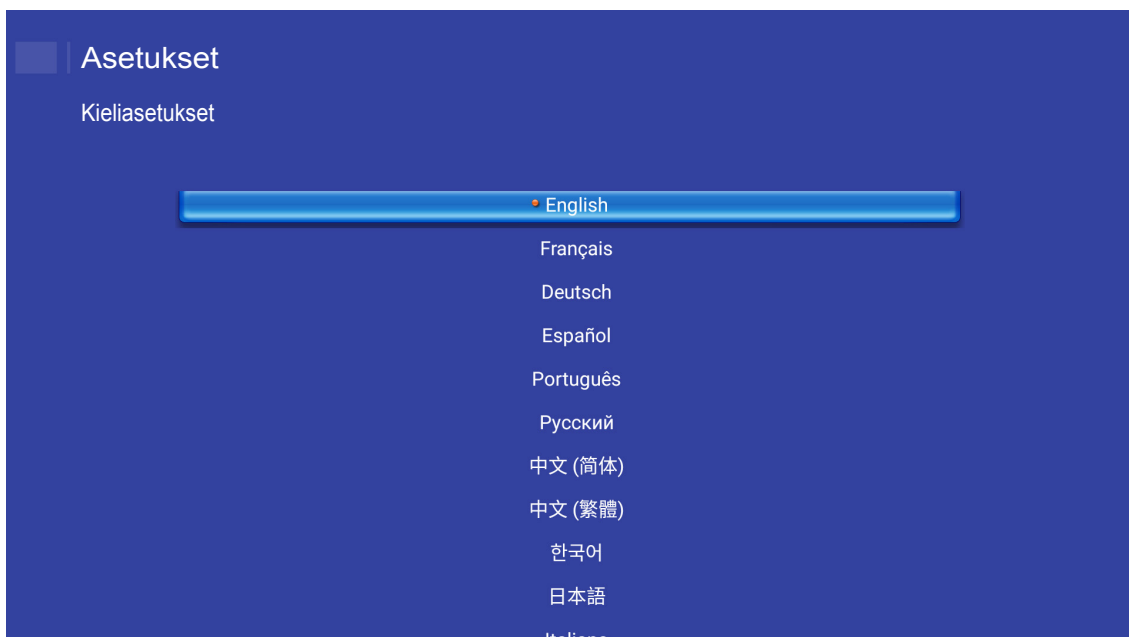 Asetukset
Kieliasetukset
English
Français
Deutsch
Español
Português
Русский
中文 (简体)
中文 (繁體)
한국어
日本語